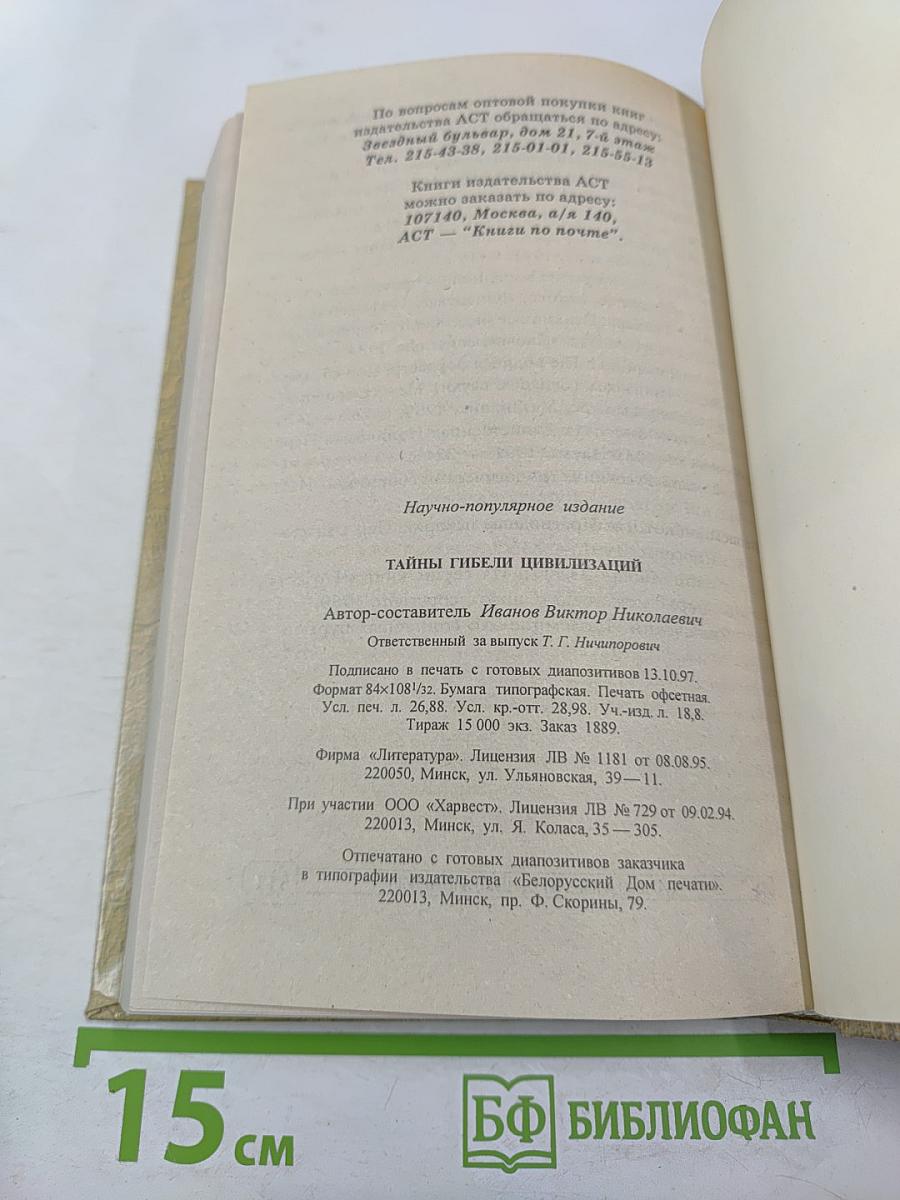 По вопросам оптовой покупки книг
издательства АСТ обращаться по адресу:
Звездный бульвар, дом 21, 7-й этаж
Тел. 215-43-38, 215-01-01, 215-55-13
Книги издательства АСТ
можно заказать по адресу:
107140, Москва, а/я 140,
АСТ — "Книги по почте".
Научно-популярное издание
ТАЙНЫ ГИБЕЛИ ЦИВИЛИЗАЦИЙ
Автор-составитель Иванов Виктор Николаевич
Ответственный за выпуск Т. Г. Ничипорович
Подписано в печать с готовых диапозитивов 13.10.97.
Формат 84×108 1/32. Бумага типографская. Печать офсетная.
Усл. печ. л. 26,88. Усл. кр.-отт. 28,98. Уч.-изд. л. 18,8.
Тираж 15 000 экз. Заказ 1889.
Фирма «Литература». Лицензия ЛВ № 1181 от 08.08.95.
220050, Минск, ул. Ульяновская, 39—11.
При участии ООО «Харвест». Лицензия ЛВ № 729 от 09.02.94.
220013, Минск, ул. Я. Коласа, 35 — 305.
Отпечатано с готовых диапозитивов заказчика
в типографии издательства «Белорусский Дом печати».
220013, Минск, пр. Ф. Скорины, 79.
15 см
БФ БИБЛИОФАН